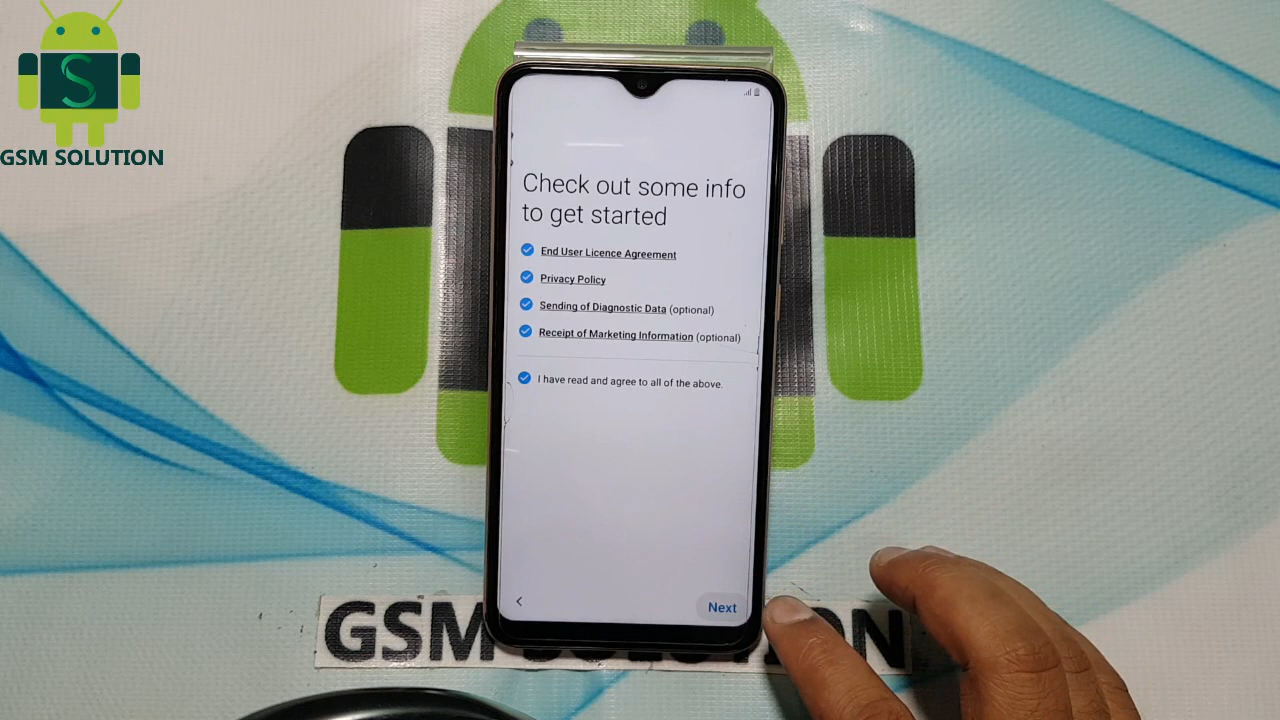 S
GSM SOLUTION
Check out some info
to get started
End User Licence Agreement
Privacy Policy
Sending of Diagnostic Data (optional)
Receipt of Marketing Information (optional)
I have read and agree to all of the above.
Next
GSM SOLUTION